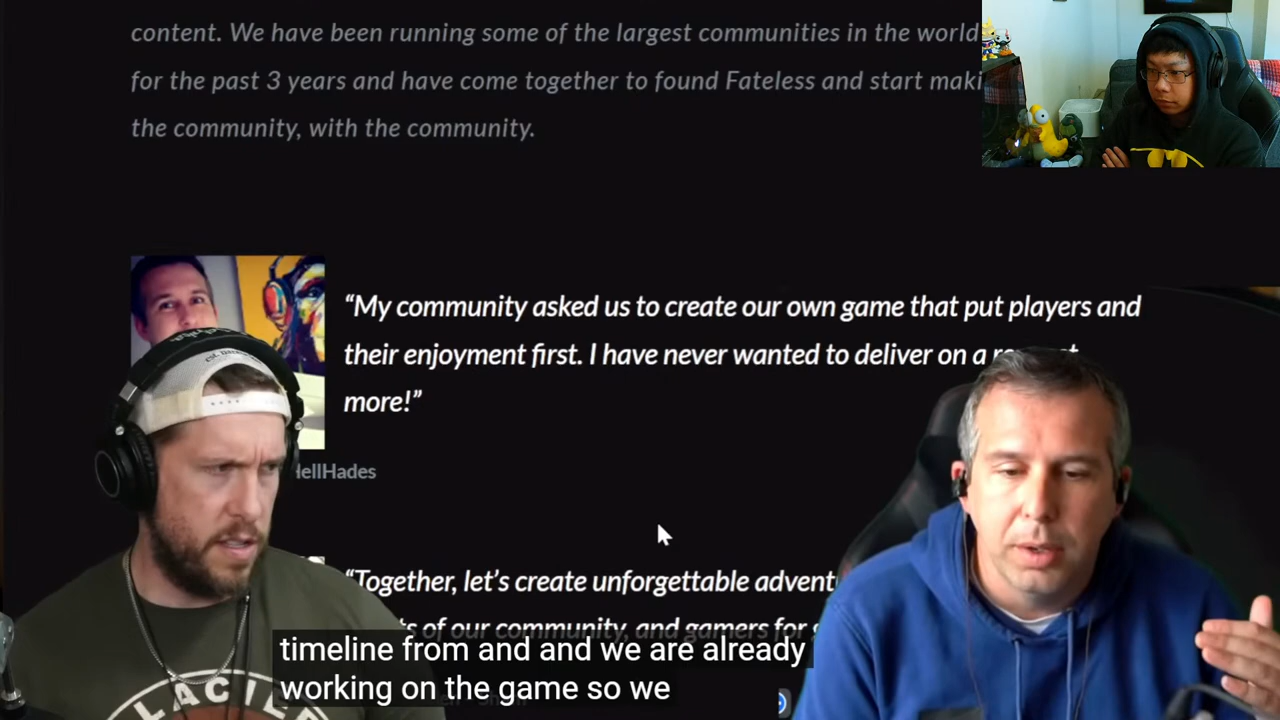 content. We have been running some of the largest communities in the world
for the past 3 years and have come together to found Fateless and start maki
the community, with the community.
“My community asked us to create our own game that put players and
their enjoyment first. I have never wanted to deliver on a
more!”
ellHades
“Together, let’s create unforgettable advent
s of our community, and gamers for
timeline from and and we are already
working on the game so we
LACIE